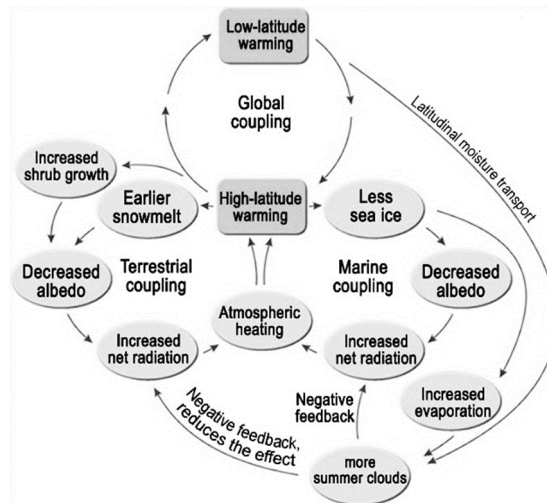 Low-latitude
warming
Global
coupling
Latitudinal moisture transport
Increased
shrub growth
Earlier
snowmelt
High-latitude
warming
Less
sea ice
Decreased
albedo
Terrestrial
coupling
Marine
coupling
Decreased
albedo
Atmospheric
heating
Increased
net radiation
Increased
net radiation
Increased
evaporation
Negative feedback,
reduces the effect
Negative
feedback
more
summer clouds